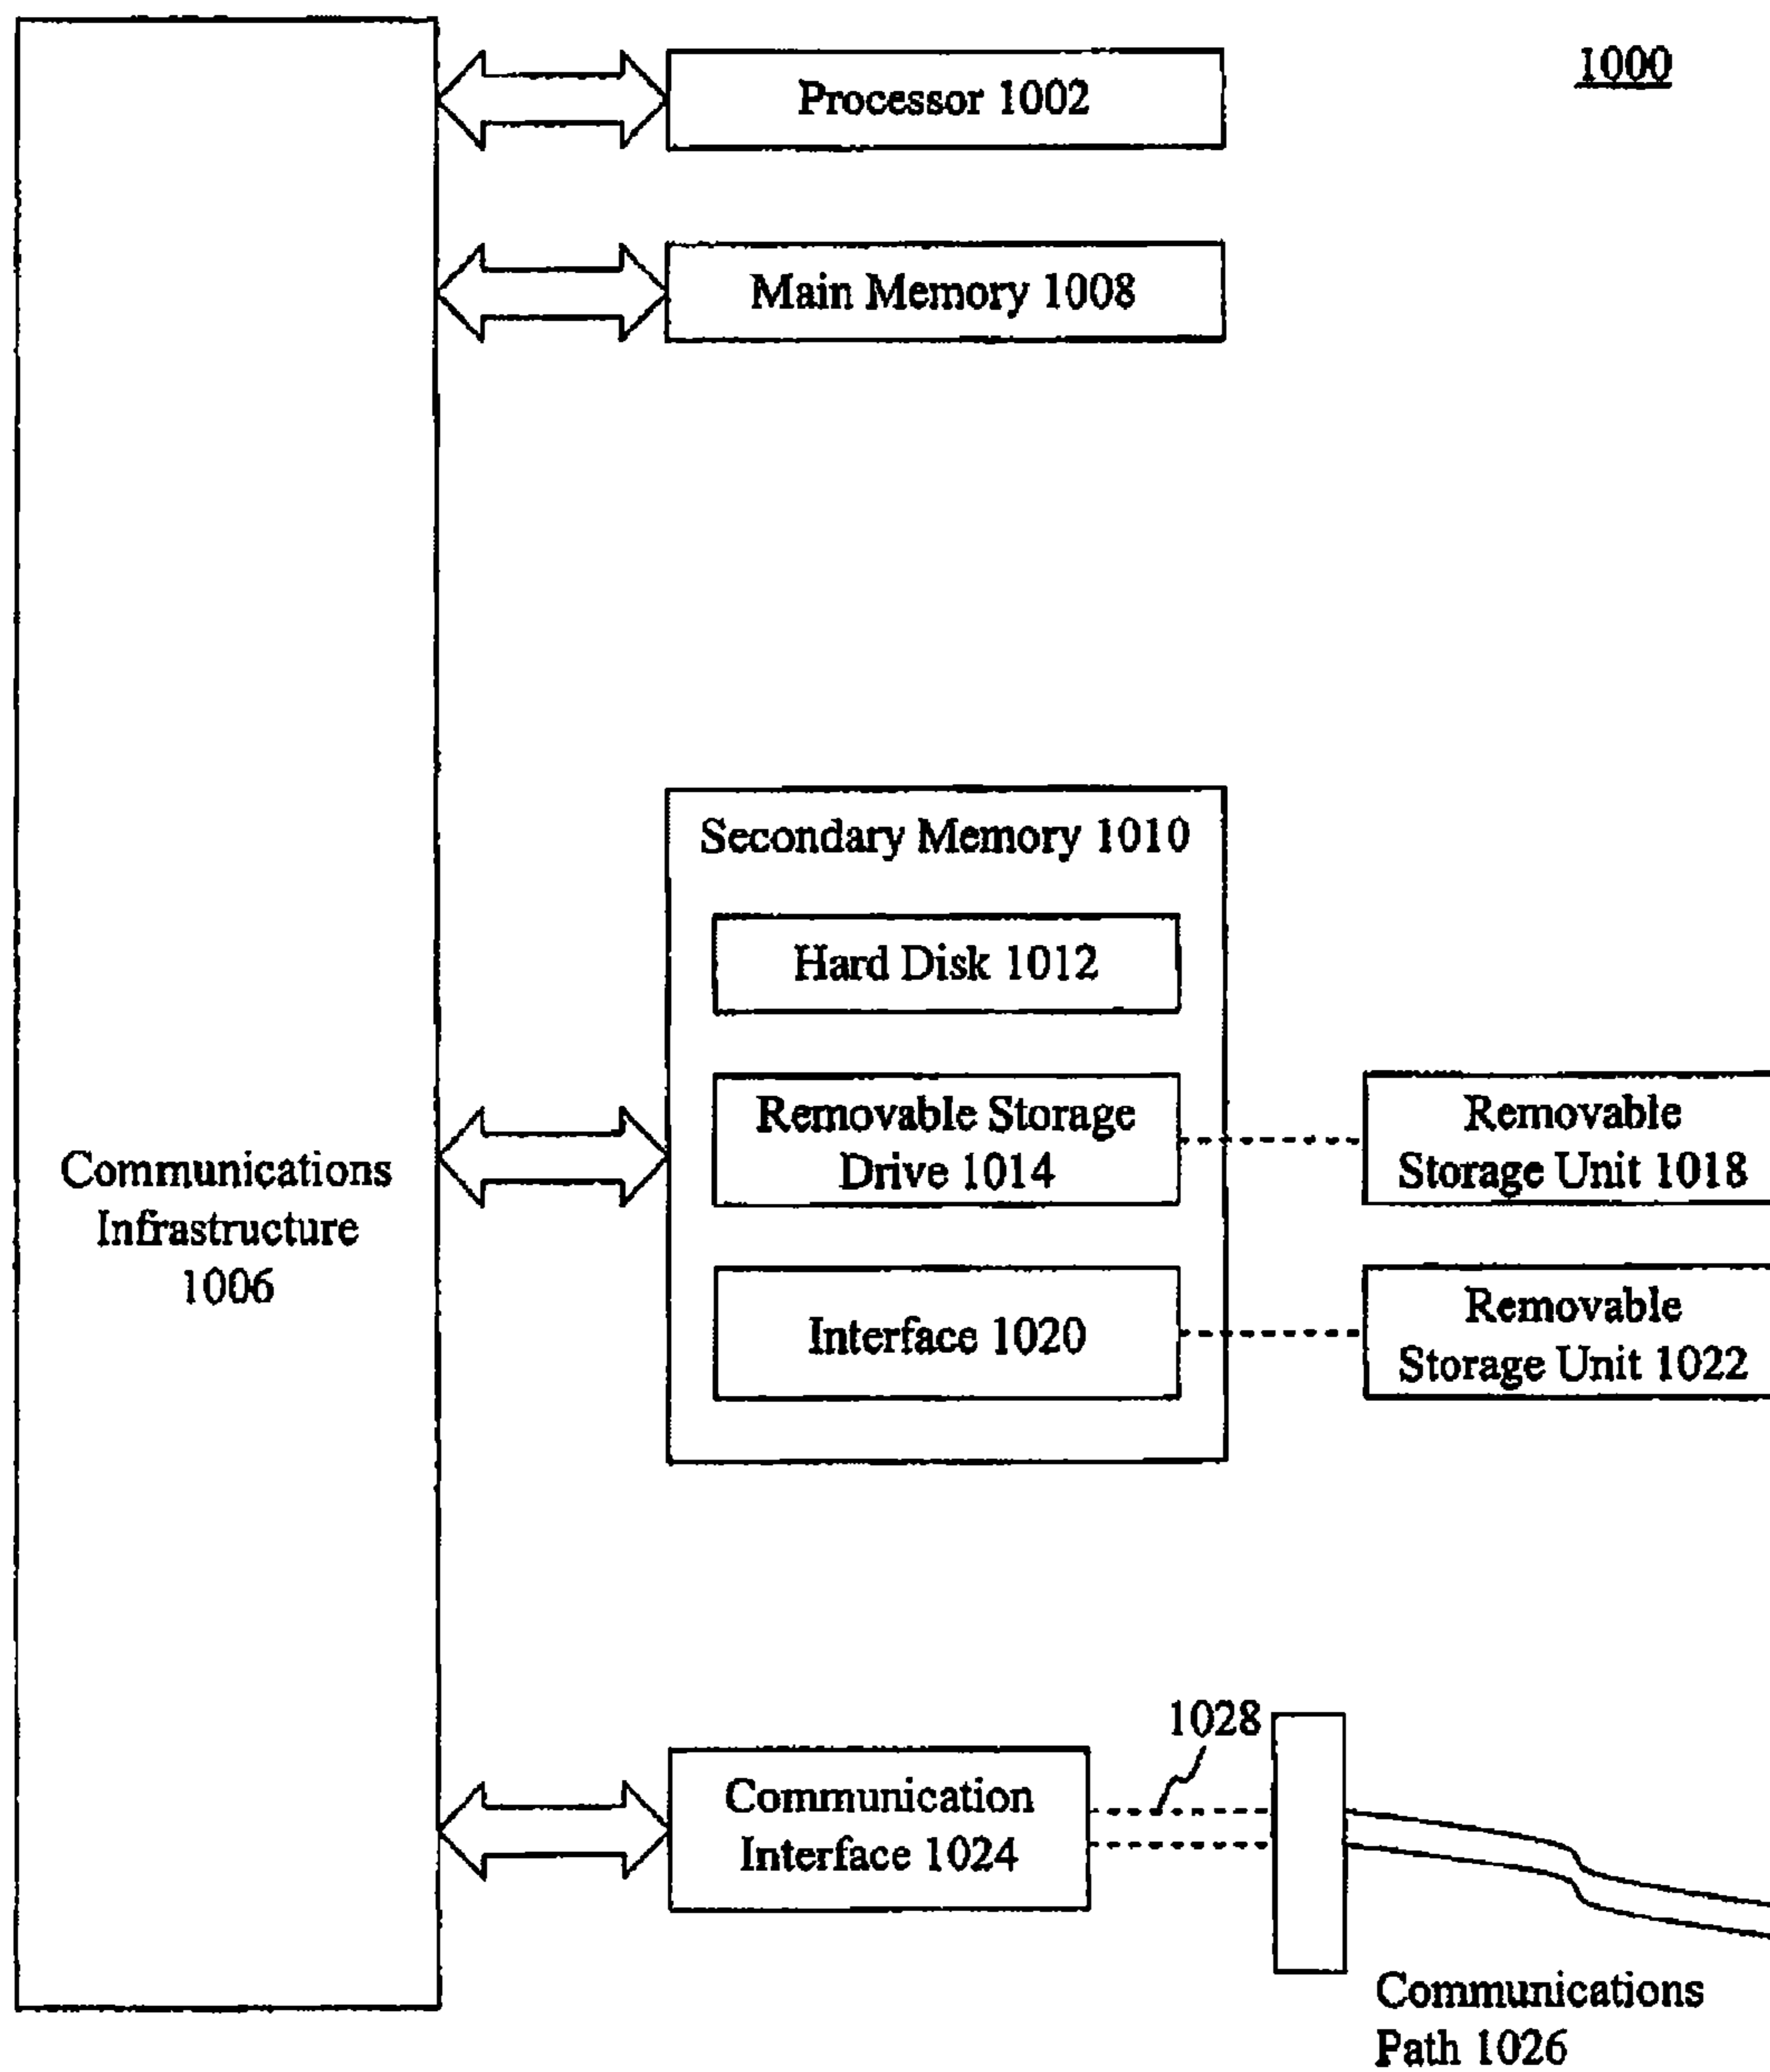 1000
Processor 1002
Main Memory 1008
Secondary Memory 1010
Hard Disk 1012
Removable Storage
Drive 1014
Removable
Storage Unit 1018
Communications
Infrastructure
1006
Interface 1020
Removable
Storage Unit 1022
1028
Communication
Interface 1024
Communications
Path 1026